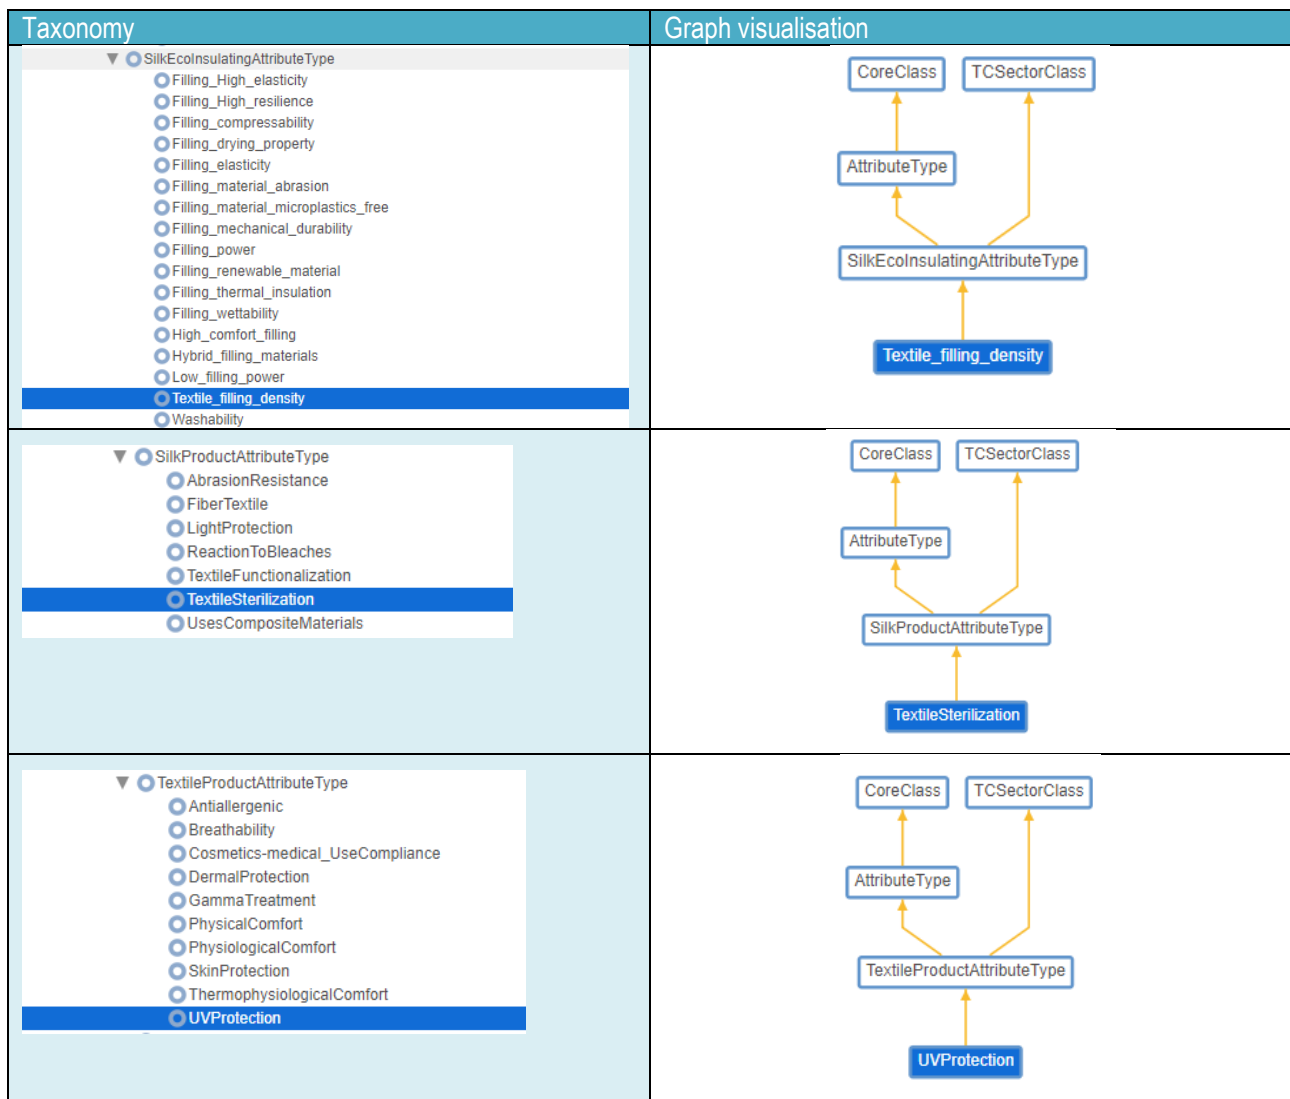 Taxonomy
Graph visualisation
SilkEcoInsulatingAttributeType
Filling_High_elasticity
Filling_High_resilience
Filling_compressability
Filling_drying_property
Filling_elasticity
Filling_material_abrasion
Filling_material_microplastics_free
Filling_mechanical_durability
Filling_power
Filling_renewable_material
Filling_thermal_insulation
Filling_wettability
High_comfort_filling
Hybrid_filling_materials
Low_filling_power
Textile_filling_density
Washability
CoreClass
TCSectorClass
AttributeType
SilkEcoInsulatingAttributeType
Textile_filling_density
SilkProductAttributeType
AbrasionResistance
FiberTextile
LightProtection
ReactionToBleaches
TextileFunctionalization
TextileSterilization
UsesCompositeMaterials
CoreClass
TCSectorClass
AttributeType
SilkProductAttributeType
TextileSterilization
TextileProductAttributeType
Antiallergenic
Breathability
Cosmetics-medical_UseCompliance
DermalProtection
GammaTreatment
PhysicalComfort
PhysiologicalComfort
SkinProtection
ThermophysiologicalComfort
UVProtection
CoreClass
TCSectorClass
AttributeType
TextileProductAttributeType
UVProtection